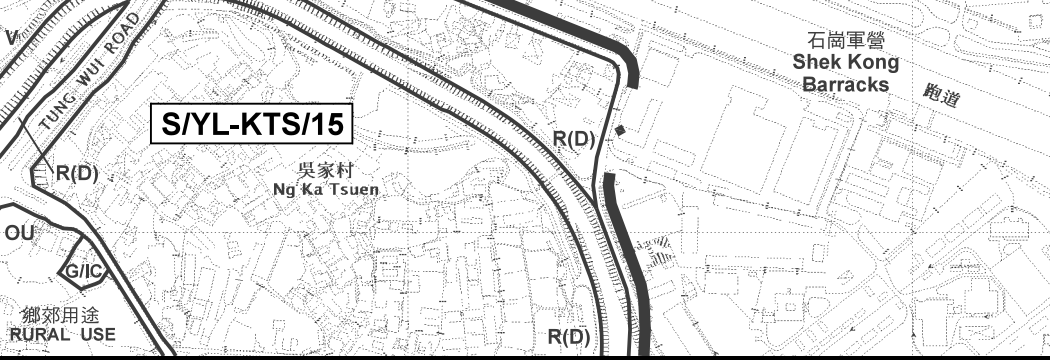 V
TUNG WUI ROAD
石崗軍營
Shek Kong
Barracks
跑道
S/YL-KTS/15
R(D)
R(D)
吳家村
Ng Ka Tsuen
OU
G/IC
鄉郊用途
RURAL USE
R(D)